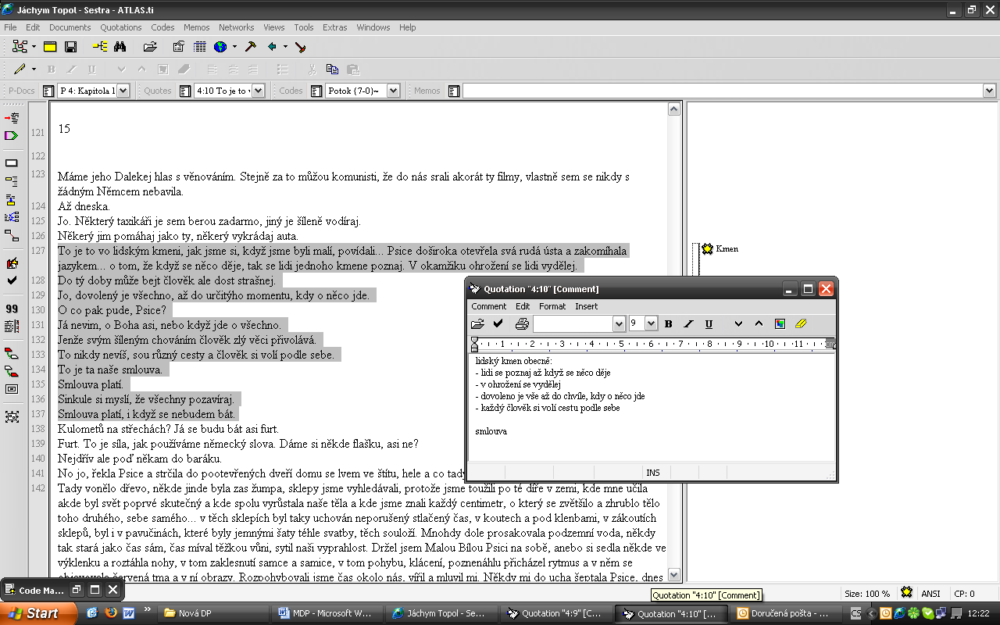 Jáchym Topol - Sestra - ATLAS.ti
File Edit Documents Quotations Codes Memos Networks Views Tools Extras Windows Help
B I U
P-Docs P 4: Kapitola 1 Quotes 4:10 To je to v Codes Potok {7-0}~ Memos
121 15
122
123 Máme jeho Dalekej hlas s věnováním. Stejně za to můžou komunisti, že do nás srali akorát ty filmy, vlastně sem se nikdy s
žádným Němcem nebavila.
124 Až dneska.
125 Jo. Některý taxikáři je sem berou zadarmo, jiný je šíleně vodíraj.
126 Někerý jim pomáhaj jako ty, někerý vykrádaj auta.
127 To je to vo lidským kmeni, jak jsme si, když jsme byli malí, povídali... Psice doširoka otevřela svá rudá ústa a zakomíhala
jazykem... o tom, že když se něco děje, tak se lidi jednoho kmene poznaj. V okamžiku ohrožení se lidi vydělej.
128 Do tý doby může bejt člověk ale dost strašnej.
129 Jo, dovolený je všechno, až do určitýho momentu, kdy o něco jde.
130 O co pak pude, Psice?
131 Já nevim, o Boha asi, nebo když jde o všechno.
132 Jenže svým šíleným chováním člověk zlý věci přivolává.
133 To nikdy nevíš, sou různý cesty a člověk si volí podle sebe.
134 To je ta naše smlouva.
135 Smlouva platí.
136 Sinkule si myslí, že všechny pozavíraj.
137 Smlouva platí, i když se nebudem bát.
138 Kulometů na střechách? Já se budu bát asi furt.
139 Furt. To je síla, jak používáme německý slova. Dáme si někde flašku, asi ne?
140 Nejdřív ale poď někam do baráku.
141 No jo, řekla Psice a strčila do pootevřených dveří domu se lvem ve štítu, hele a co tady
142 Tady vonělo dřevo, někde jinde byla zas žumpa, sklepy jsme vyhledávali, protože jsme toužili po té díře v zemi, kde mne učila
akde byl svět poprvé skutečný a kde spolu vyrůstala naše těla a kde jsme znali každý centimetr, o který se zvětšilo a zhrublo tělo
toho druhého, sebe samého... v těch sklepích byl taky uchován neporušený stlačený čas, v koutech a pod klenbami, v zákoutích
sklepů, byl i v pavučinách, které byly jemnými šaty téhle svatby, těch souloží. Mnohdy dole prosakovala podzemní voda, někdy
tak stará jako čas sám, čas míval těžkou vůni, sytil naši vyprahlost. Držel jsem Malou Bílou Psici na sobě, anebo si sedla někde ve
výklenku a roztáhla nohy, v tom zaklesnutí samce a samice, v tom pohybu, klácení, poznenáhlu přicházel rytmus a v něm se
objevovala červená tma a v ní obrazy. Rozpohybovali jsme čas okolo nás, vířil a mluvil mi. Někdy mi do ucha šeptala Psice, dnes
Kmen
Quotation "4:10" [Comment]
Comment Edit Format Insert
9 B I U
1 2 3 4 5 6 7 8 9 10 11
lidský kmen obecně:
- lidi se poznaj až když se něco děje
- v ohrožení se vydělej
- dovoleno je vše až do chvíle, kdy o něco jde
- každý člověk si volí cestu podle sebe
smlouva
INS
Code Ma...
Quotation "4:10" [Comment]
Size: 100 % ANSI CP: 0
Start Nová DP MDP - Microsoft W... Jáchym Topol - Se... Quotation "4:9" [C... Quotation "4:10" [... Doručená pošta - ... 12:22